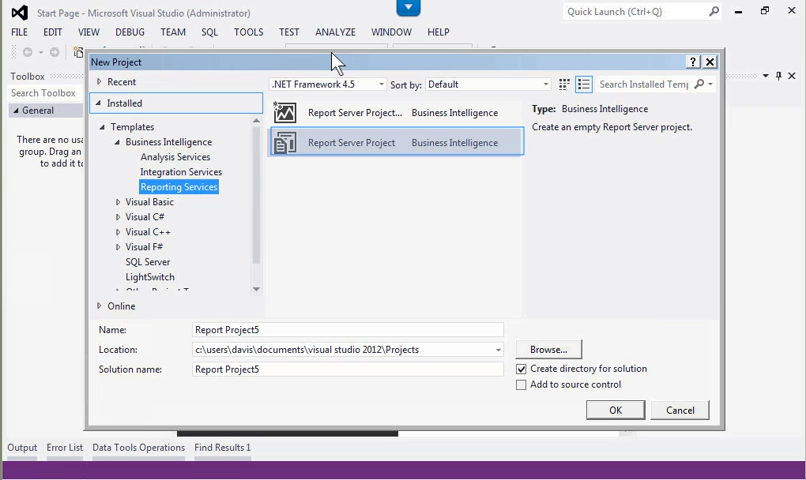 Start Page - Microsoft Visual Studio (Administrator)
Quick Launch (Ctrl+Q)
FILE EDIT VIEW DEBUG TEAM SQL TOOLS TEST ANALYZE WINDOW HELP
Toolbox
Search Toolbox
General
There are no usa
group. Drag an
to add it to
New Project
Recent
.NET Framework 4.5 Sort by: Default
Search Installed Temp
Installed
Templates
Business Intelligence
Analysis Services
Integration Services
Reporting Services
Visual Basic
Visual C#
Visual C++
Visual F#
SQL Server
LightSwitch
Online
Report Server Project... Business Intelligence
Report Server Project Business Intelligence
Type: Business Intelligence
Create an empty Report Server project.
Name: Report Project5
Location: c:\users\davis\documents\visual studio 2012\Projects
Browse...
Solution name: Report Project5
Create directory for solution
Add to source control
OK Cancel
Output Error List Data Tools Operations Find Results 1